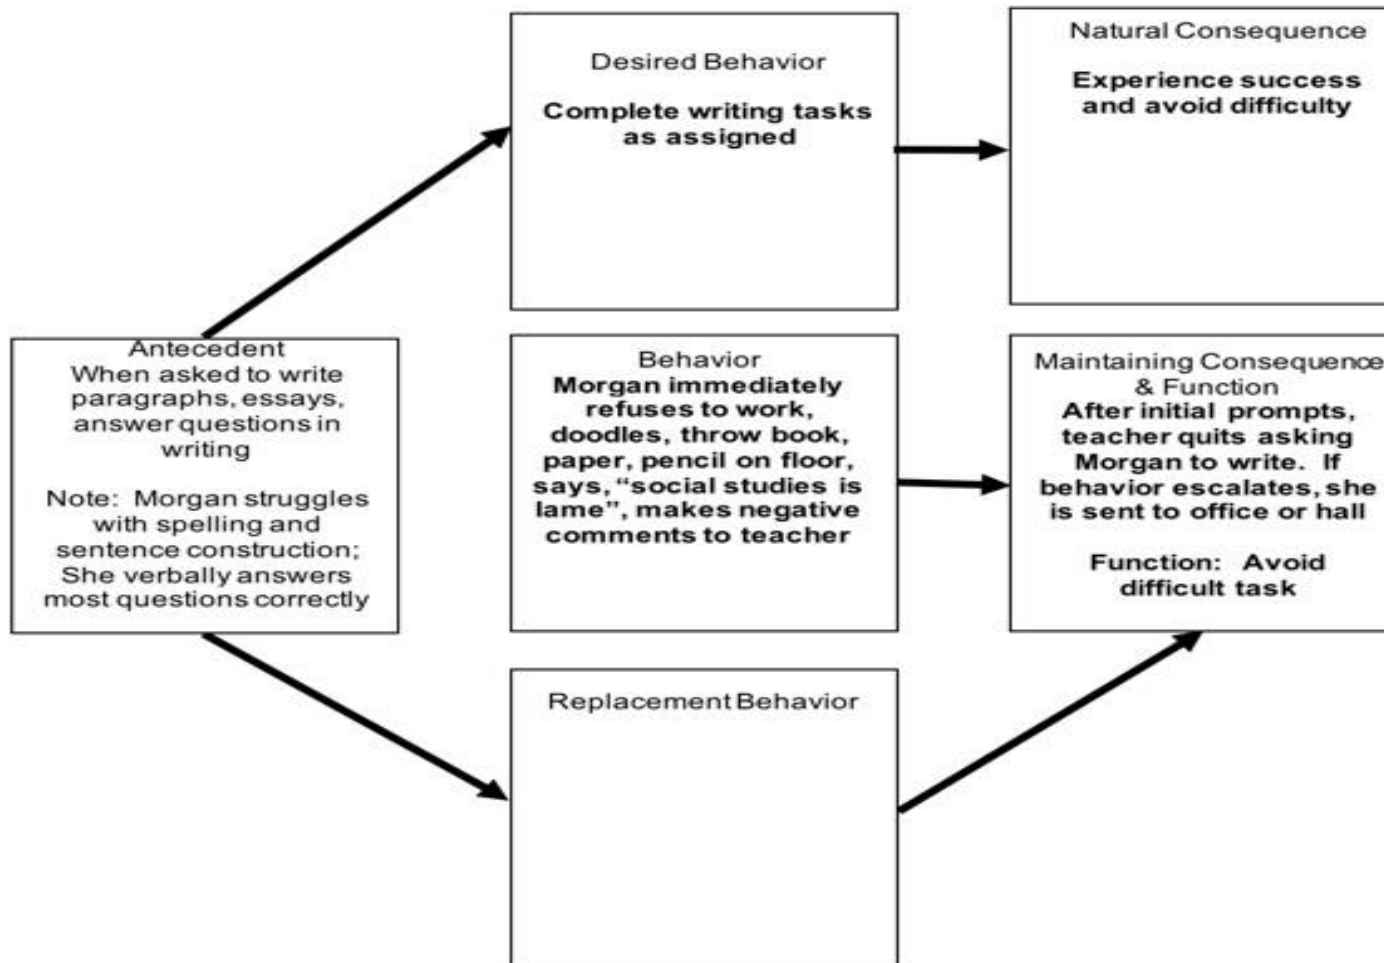 Desired Behavior
Complete writing tasks
as assigned
Natural Consequence
Experience success
and avoid difficulty
Antecedent
When asked to write
paragraphs, essays,
answer questions in
writing
Note: Morgan struggles
with spelling and
sentence construction;
She verbally answers
most questions correctly
Behavior
Morgan immediately
refuses to work,
doodles, throw book,
paper, pencil on floor,
says, “social studies is
lame”, makes negative
comments to teacher
Maintaining Consequence
& Function
After initial prompts,
teacher quits asking
Morgan to write. If
behavior escalates, she
is sent to office or hall
Function: Avoid
difficult task
Replacement Behavior